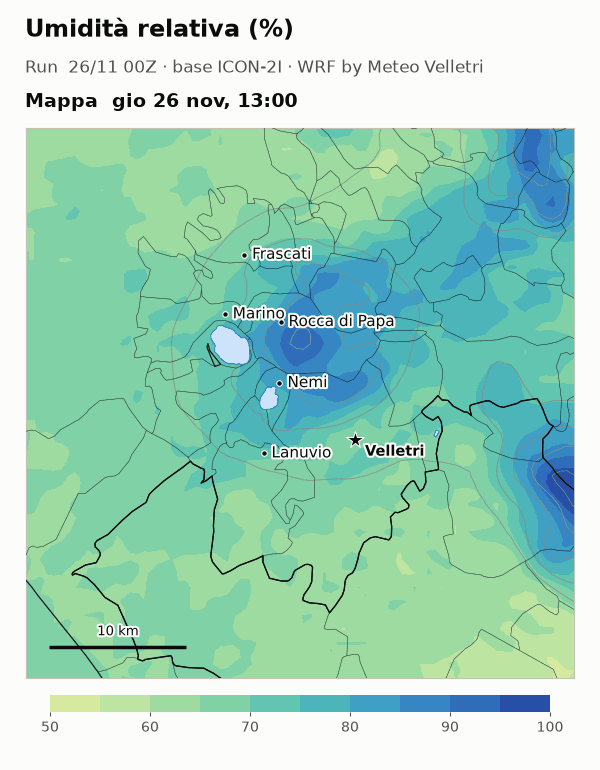 Umidità relativa (%)
Run 26/11 00Z · base ICON-2I · WRF by Meteo Velletri
Mappa gio 26 nov, 13:00
Frascati
Marino
Rocca di Papa
Nemi
Velletri
Lanuvio
10 km
50 60 70 80 90 100